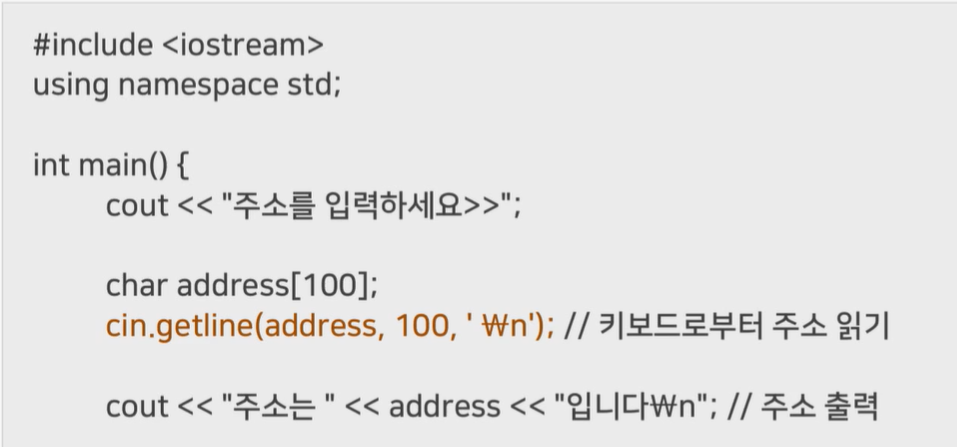 #include <iostream>
using namespace std;
int main() {
cout << "주소를 입력하세요>>";
char address[100];
cin.getline(address, 100, ' ₩n'); // 키보드로부터 주소 읽기
cout << "주소는 " << address << "입니다₩n"; // 주소 출력